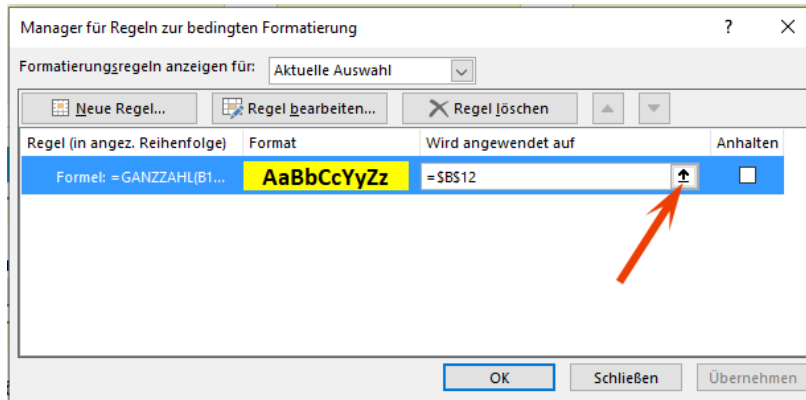 Manager für Regeln zur bedingten Formatierung ? ×
Formatierungsregeln anzeigen für: Aktuelle Auswahl
Neue Regel... Regel bearbeiten... Regel löschen
Regel (in angez. Reihenfolge) Format Wird angewendet auf Anhalten
Formel: =GANZZAHL(B1... AaBbCcYyZz =$B$12
OK Schließen Übernehmen